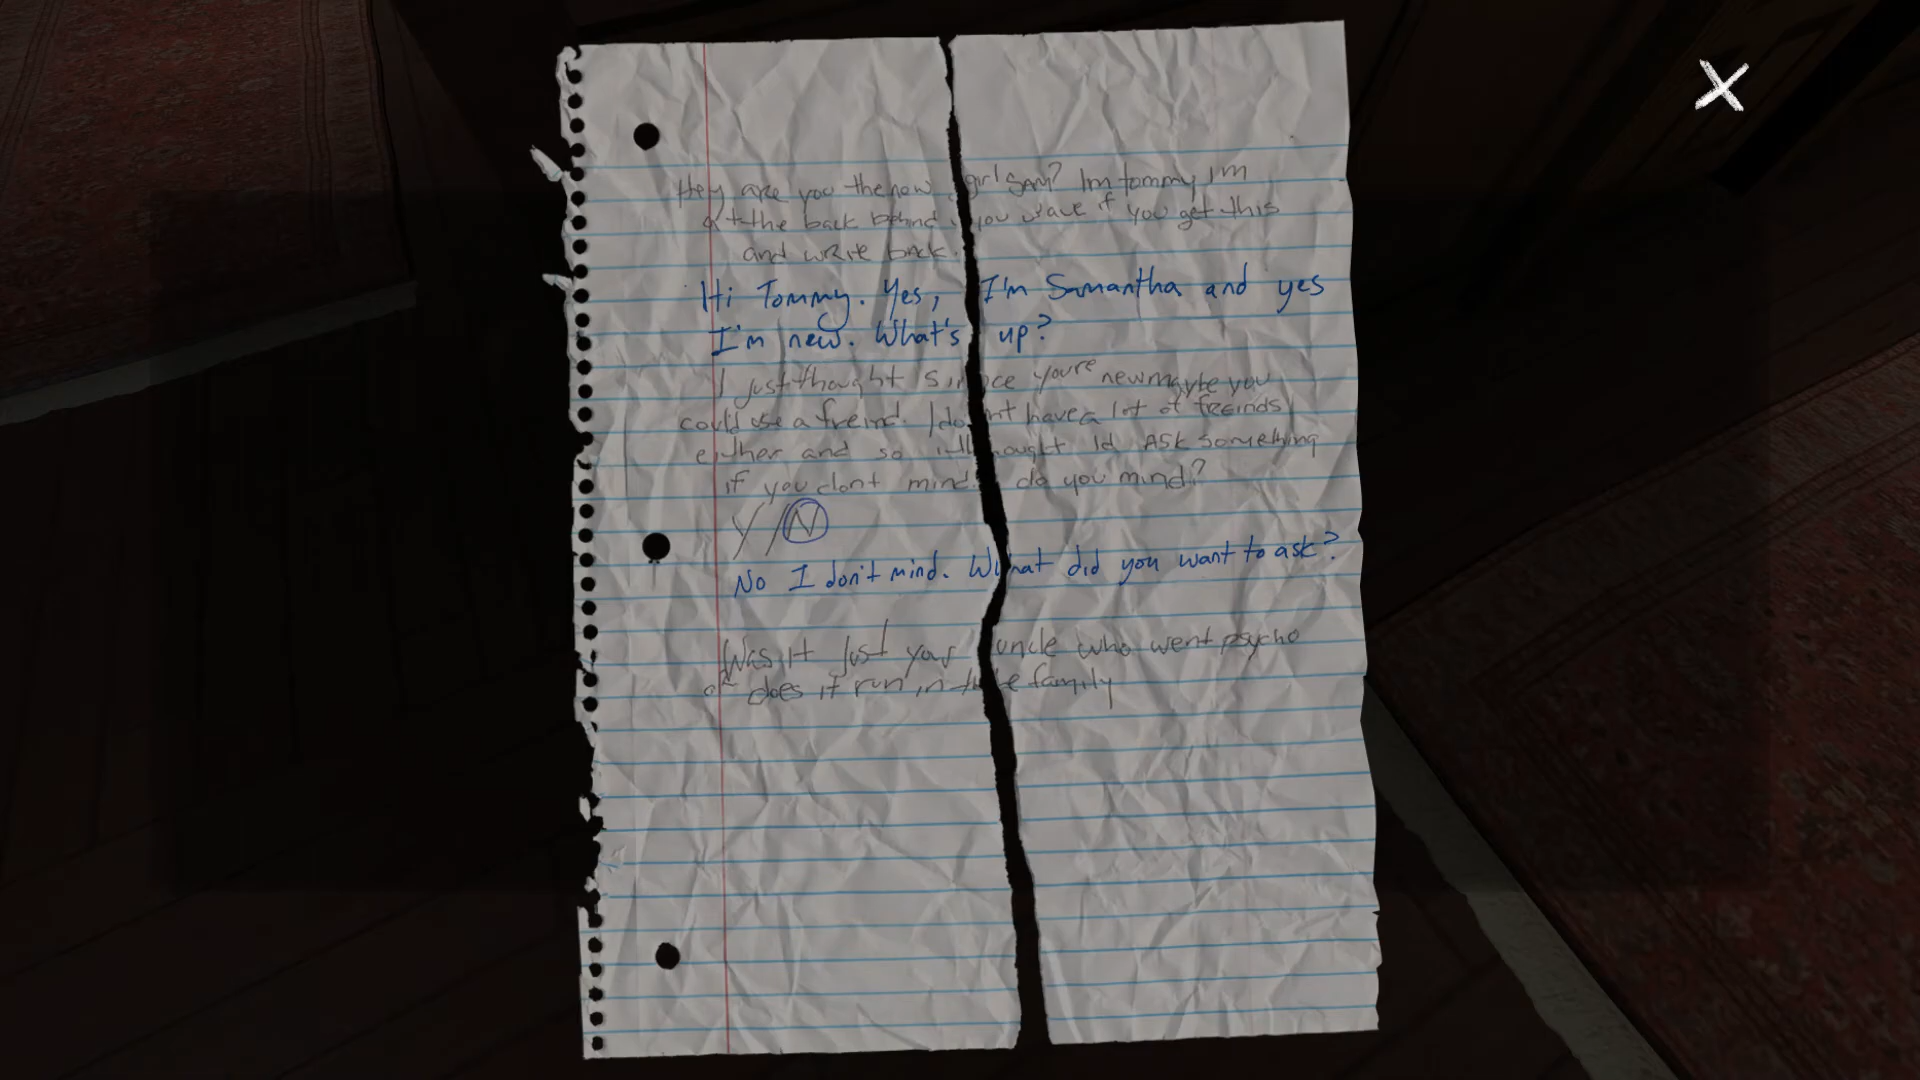 Hey are you the new girl Sam? Im tommy im
at the back behind you wave if you get this
and write back.
Hi Tommy. Yes, I'm Samantha and yes
I'm new. What's up?
I just thought since youre new maybe you
could use a freind. I dont have a lot of freinds
either and so i thought Id ASk something
if you dont mind. do you mind?
Y/N
No I don't mind. What did you want to ask?
Was it just your uncle who went psycho
or does it run in the family